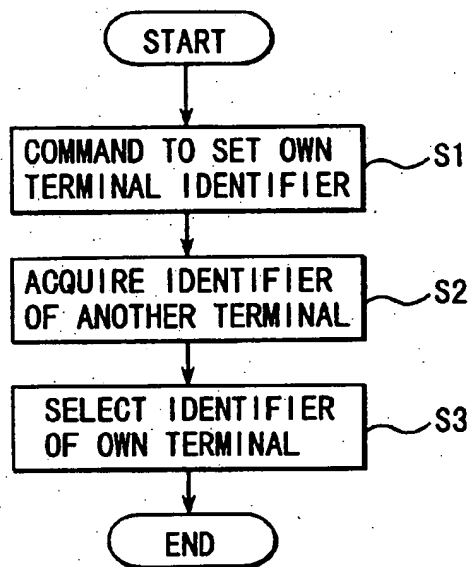 START
COMMAND TO SET OWN
TERMINAL IDENTIFIER
S1
ACQUIRE IDENTIFIER
OF ANOTHER TERMINAL
S2
SELECT IDENTIFIER
OF OWN TERMINAL
S3
END